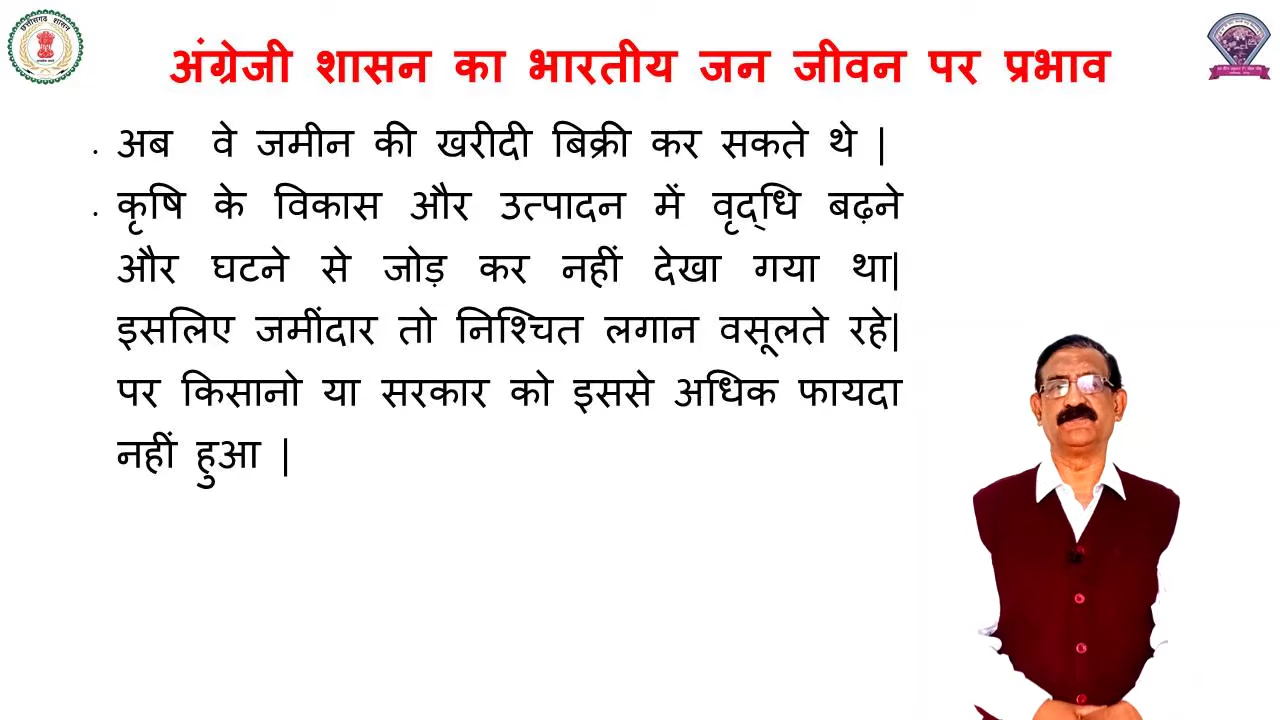 अंग्रेजी शासन का भारतीय जन जीवन पर प्रभाव
. अब वे जमीन की खरीदी बिक्री कर सकते थे |
. कृषि के विकास और उत्पादन में वृद्धि बढ़ने
और घटने से जोड़ कर नहीं देखा गया था|
इसलिए जमींदार तो निश्चित लगान वसूलते रहे|
पर किसानो या सरकार को इससे अधिक फायदा
नहीं हुआ |